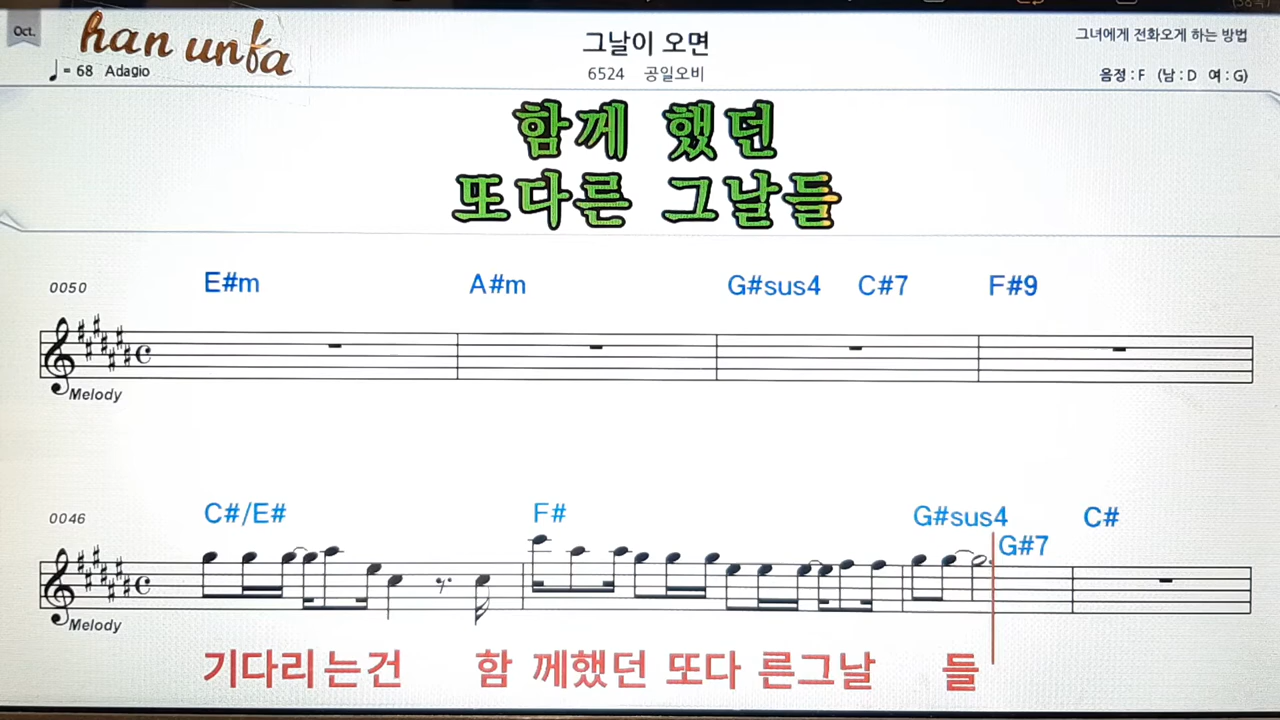 Oct.
han unfa
그날이 오면
그녀에게 전화오게 하는 방법
♩= 68 Adagio
6524 공일오비
음정 : F (남 : D 여 : G)
함께 했던
또다른 그날들
0050
E#m A#m G#sus4 C#7 F#9
Melody
0046
C#/E# F# G#sus4 C#
G#7
Melody
기다리는건 함 께했던 또다 른그날 들